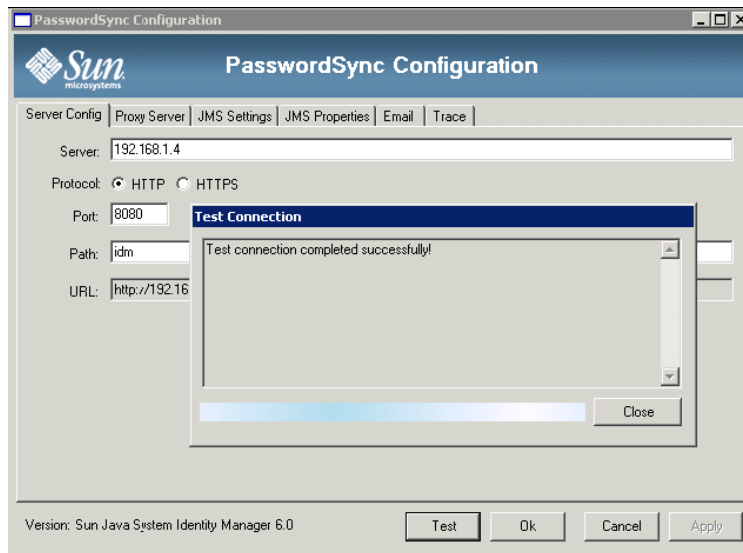 PasswordSync Configuration
Sun
microsystems
PasswordSync Configuration
Server Config Proxy Server JMS Settings JMS Properties Email Trace
Server: 192.168.1.4
Protocol: HTTP HTTPS
Port: 8080
Test Connection
Path: idm
Test connection completed successfully!
URL: http://192.16
Close
Version: Sun Java System Identity Manager 6.0
Test Ok Cancel Apply